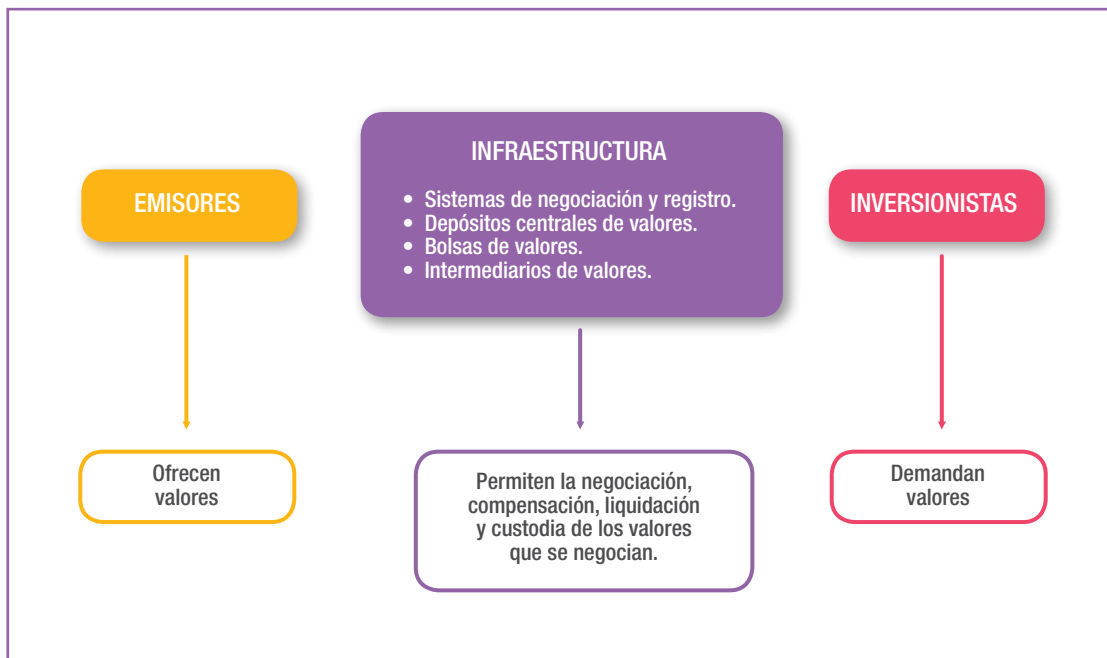 EMISORES
Ofrecen
valores
INFRAESTRUCTURA
• Sistemas de negociación y registro.
• Depósitos centrales de valores.
• Bolsas de valores.
• Intermediarios de valores.
Permiten la negociación,
compensación, liquidación
y custodia de los valores
que se negocian.
INVERSIONISTAS
Demandan
valores